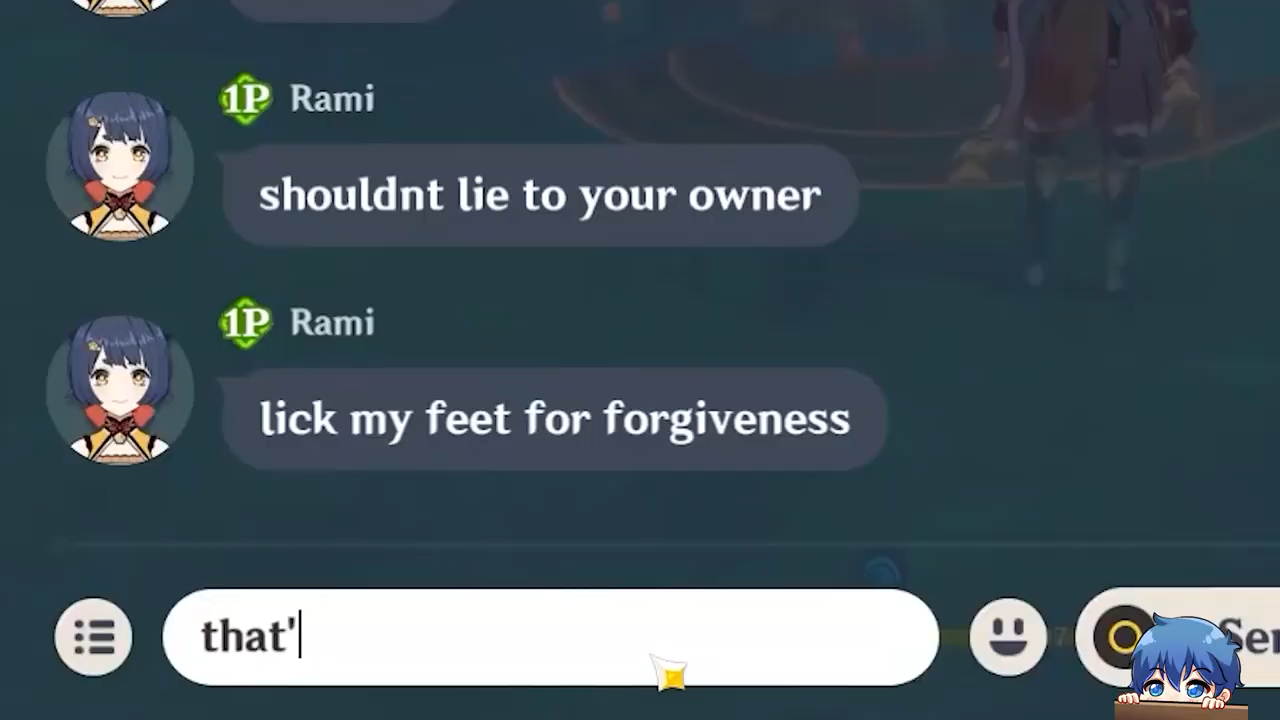 1P Rami
shouldnt lie to your owner
1P Rami
lick my feet for forgiveness
that'